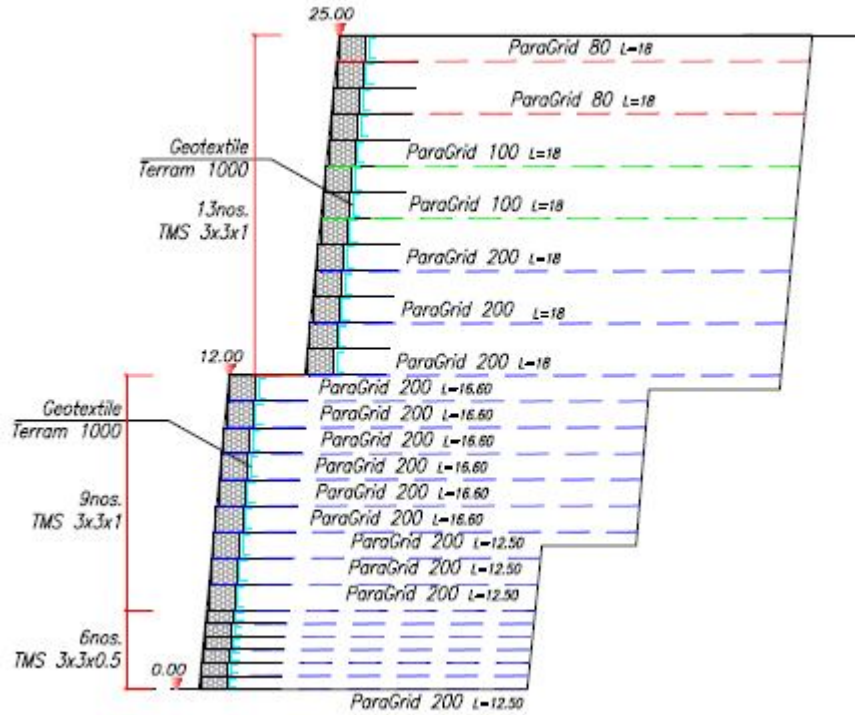 25.00
ParaGrid 80 L=18
ParaGrid 80 L=18
Geotextile
Terram 1000
ParaGrid 100 L=18
13nos.
TMS 3x3x1
ParaGrid 100 L=18
ParaGrid 200 L=18
ParaGrid 200 L=18
12.00
ParaGrid 200 L=18
ParaGrid 200 L=16.60
Geotextile
Terram 1000
ParaGrid 200 L=16.60
ParaGrid 200 L=16.60
ParaGrid 200 L=16.60
ParaGrid 200 L=16.60
9nos.
TMS 3x3x1
ParaGrid 200 L=16.60
ParaGrid 200 L=12.50
ParaGrid 200 L=12.50
ParaGrid 200 L=12.50
6nos.
TMS 3x3x0.5
0.00
ParaGrid 200 L=12.50